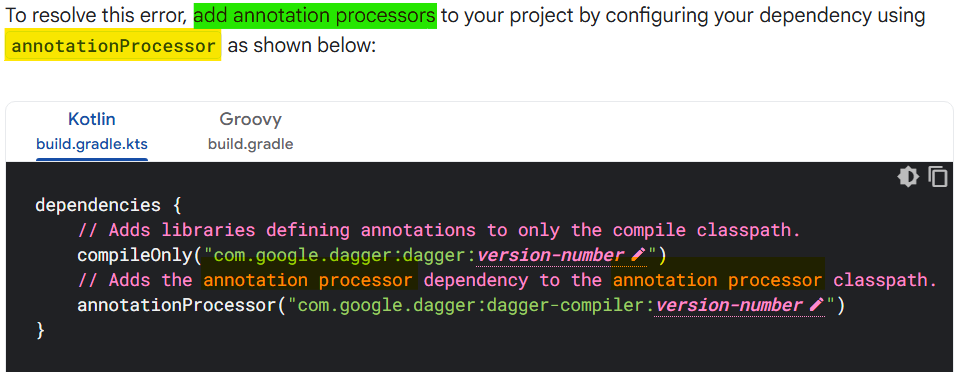 To resolve this error, add annotation processors to your project by configuring your dependency using
annotationProcessor as shown below:
Kotlin
build.gradle.kts
Groovy
build.gradle
dependencies {
    // Adds libraries defining annotations to only the compile classpath.
    compileOnly("com.google.dagger:dagger:version-number")
    // Adds the annotation processor dependency to the annotation processor classpath.
    annotationProcessor("com.google.dagger:dagger-compiler:version-number")
}